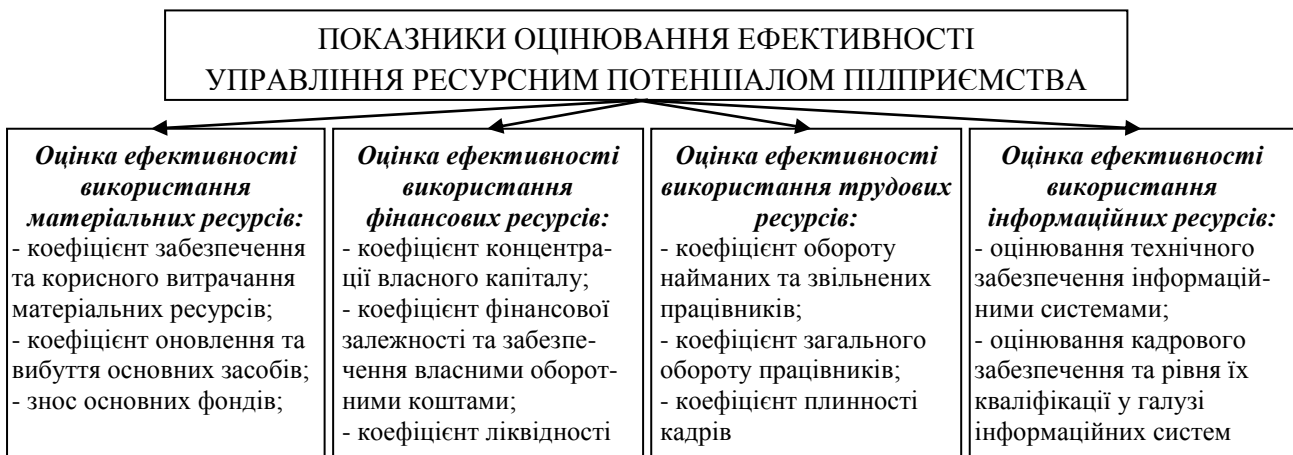 ПОКАЗНИКИ ОЦІНЮВАННЯ ЕФЕКТИВНОСТІ
УПРАВЛІННЯ РЕСУРСНИМ ПОТЕНЦІАЛОМ ПІДПРИЄМСТВА
Оцінка ефективності
використання
матеріальних ресурсів:
- коефіцієнт забезпечення
та корисного витрачання
матеріальних ресурсів;
- коефіцієнт оновлення та
вибуття основних засобів;
- знос основних фондів;
Оцінка ефективності
використання
фінансових ресурсів:
- коефіцієнт концентра-
ції власного капіталу;
- коефіцієнт фінансової
залежності та забезпе-
чення власними оборот-
ними коштами;
- коефіцієнт ліквідності
Оцінка ефективності
використання трудових
ресурсів:
- коефіцієнт обороту
найманих та звільнених
працівників;
- коефіцієнт загального
обороту працівників;
- коефіцієнт плинності
кадрів
Оцінка ефективності
використання
інформаційних ресурсів:
- оцінювання технічного
забезпечення інформацій-
ними системами;
- оцінювання кадрового
забезпечення та рівня їх
кваліфікації у галузі
інформаційних систем